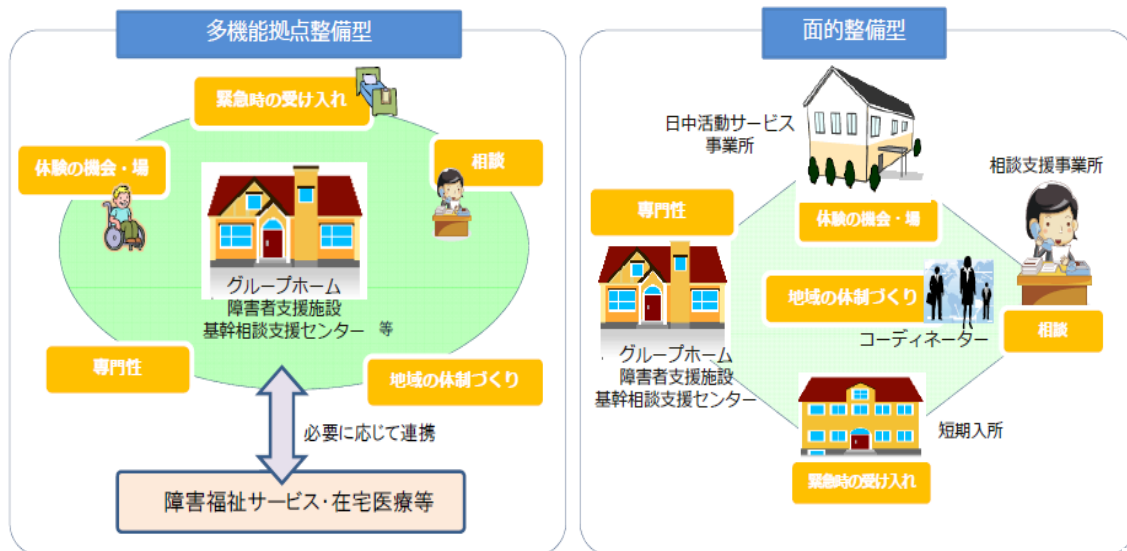 多機能拠点整備型
緊急時の受け入れ
体験の機会・場
相談
グループホーム
障害者支援施設
基幹相談支援センター 等
専門性
地域の体制づくり
必要に応じて連携
障害福祉サービス・在宅医療等
面的整備型
日中活動サービス
事業所
相談支援事業所
専門性
体験の機会・場
地域の体制づくり
コーディネーター
相談
グループホーム
障害者支援施設
基幹相談支援センター
短期入所
緊急時の受け入れ